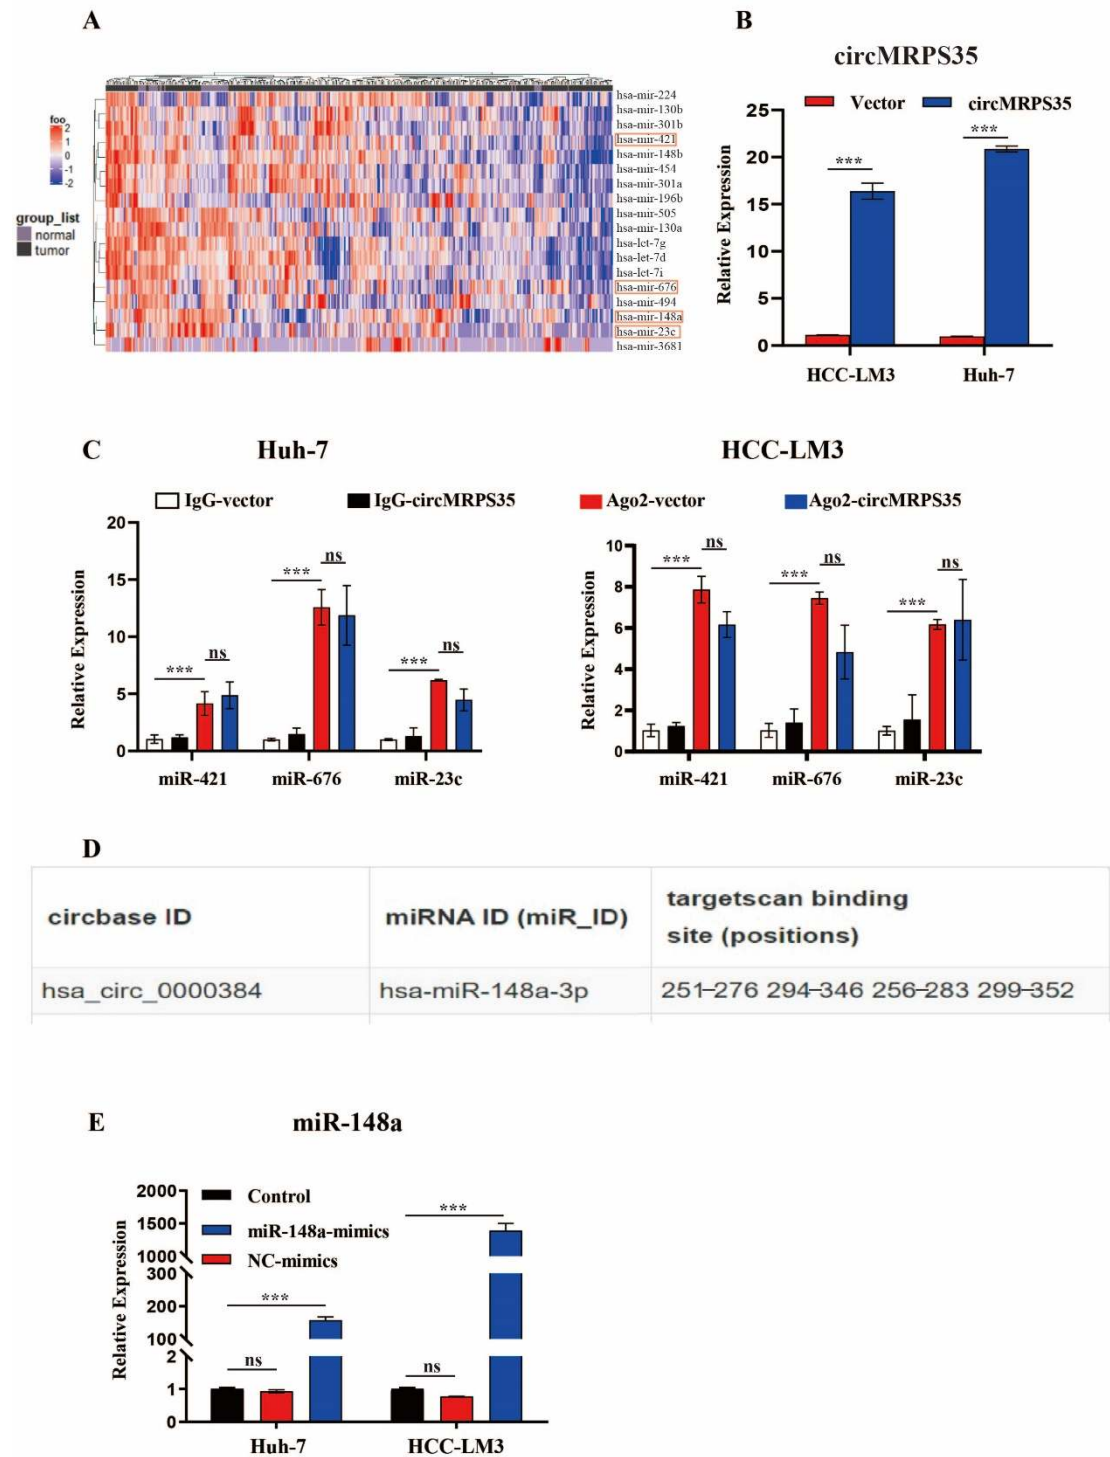 A
foo
2
1
0
-1
-2
group_list
normal
tumor
hsa-mir-224
hsa-mir-130b
hsa-mir-301b
hsa-mir-421
hsa-mir-148b
hsa-mir-454
hsa-mir-301a
hsa-mir-196b
hsa-mir-505
hsa-mir-130a
hsa-let-7g
hsa-let-7d
hsa-let-7i
hsa-mir-676
hsa-mir-494
hsa-mir-148a
hsa-mir-23c
hsa-mir-3681
B
circMRPS35
Vector circMRPS35
Relative Expression
25
20
15
10
5
0
***
***
HCC-LM3 Huh-7
C
Huh-7 HCC-LM3
IgG-vector IgG-circMRPS35 Ago2-vector Ago2-circMRPS35
Relative Expression
20
15
10
5
0
*** ns
*** ns
*** ns
miR-421 miR-676 miR-23c
Relative Expression
10
8
6
4
2
0
*** ns
*** ns
*** ns
miR-421 miR-676 miR-23c
D
circbase ID
miRNA ID (miR_ID)
targetscan binding
site (positions)
hsa_circ_0000384 hsa-miR-148a-3p 251–276 294–346 256–283 299–352
E
miR-148a
Control
miR-148a-mimics
NC-mimics
Relative Expression
2000
1500
1000
300
200
100
2
1
0
ns
***
ns
***
Huh-7 HCC-LM3